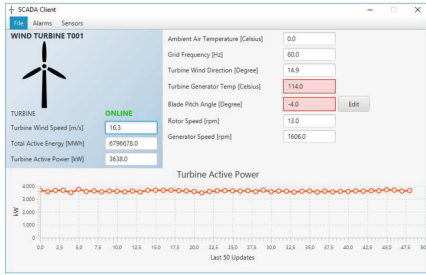 SCADA Client
File Alarms Sensors
WIND TURBINE T001
TURBINE ONLINE
Turbine Wind Speed [m/s] 16.3
Total Active Energy [MWh] 6796678.0
Turbine Active Power [kW] 3638.0
Ambient Air Temperature [Celsius] 0.0
Grid Frequency [Hz] 60.0
Turbine Wind Direction [Degree] 14.9
Turbine Generator Temp [Celsius] 114.0
Blade Pitch Angle [Degree] -4.0 Edit
Rotor Speed [rpm] 13.0
Generator Speed [rpm] 1606.0
Turbine Active Power
4.000
3.000
2.000
1.000
0
kW
0,0 2,5 5,0 7,5 10,0 12,5 15,0 17,5 20,0 22,5 25,0 27,5 30,0 32,5 35,0 37,5 40,0 42,5 45,0 47,5 50
Last 50 Updates